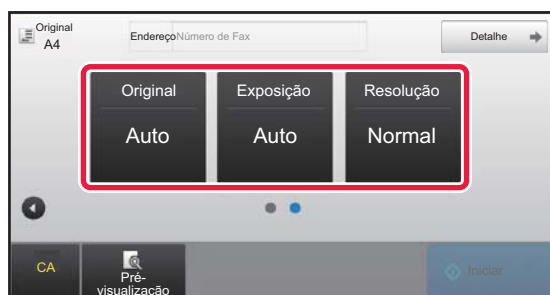 Original
A4
Endereço Número de Fax
Detalhe
Original
Exposição
Resolução
Auto
Auto
Normal
CA
Pré-
visualização
Iniciar